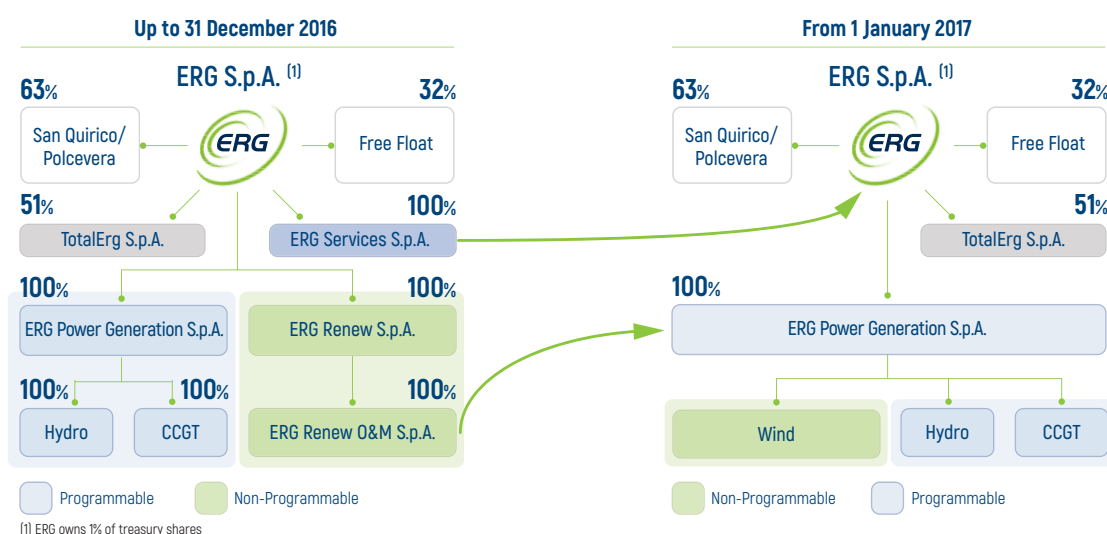 Up to 31 December 2016
ERG S.p.A. (1)
63%
32%
San Quirico/
Polcevera
ERG
Free Float
51%
100%
TotalErg S.p.A.
ERG Services S.p.A.
100%
100%
ERG Power Generation S.p.A.
ERG Renew S.p.A.
100%
100%
100%
Hydro
CCGT
ERG Renew O&M S.p.A.
Programmable
Non-Programmable
(1) ERG owns 1% of treasury shares
From 1 January 2017
ERG S.p.A. (1)
63%
32%
San Quirico/
Polcevera
ERG
Free Float
51%
TotalErg S.p.A.
100%
ERG Power Generation S.p.A.
Wind
Hydro
CCGT
Non-Programmable
Programmable